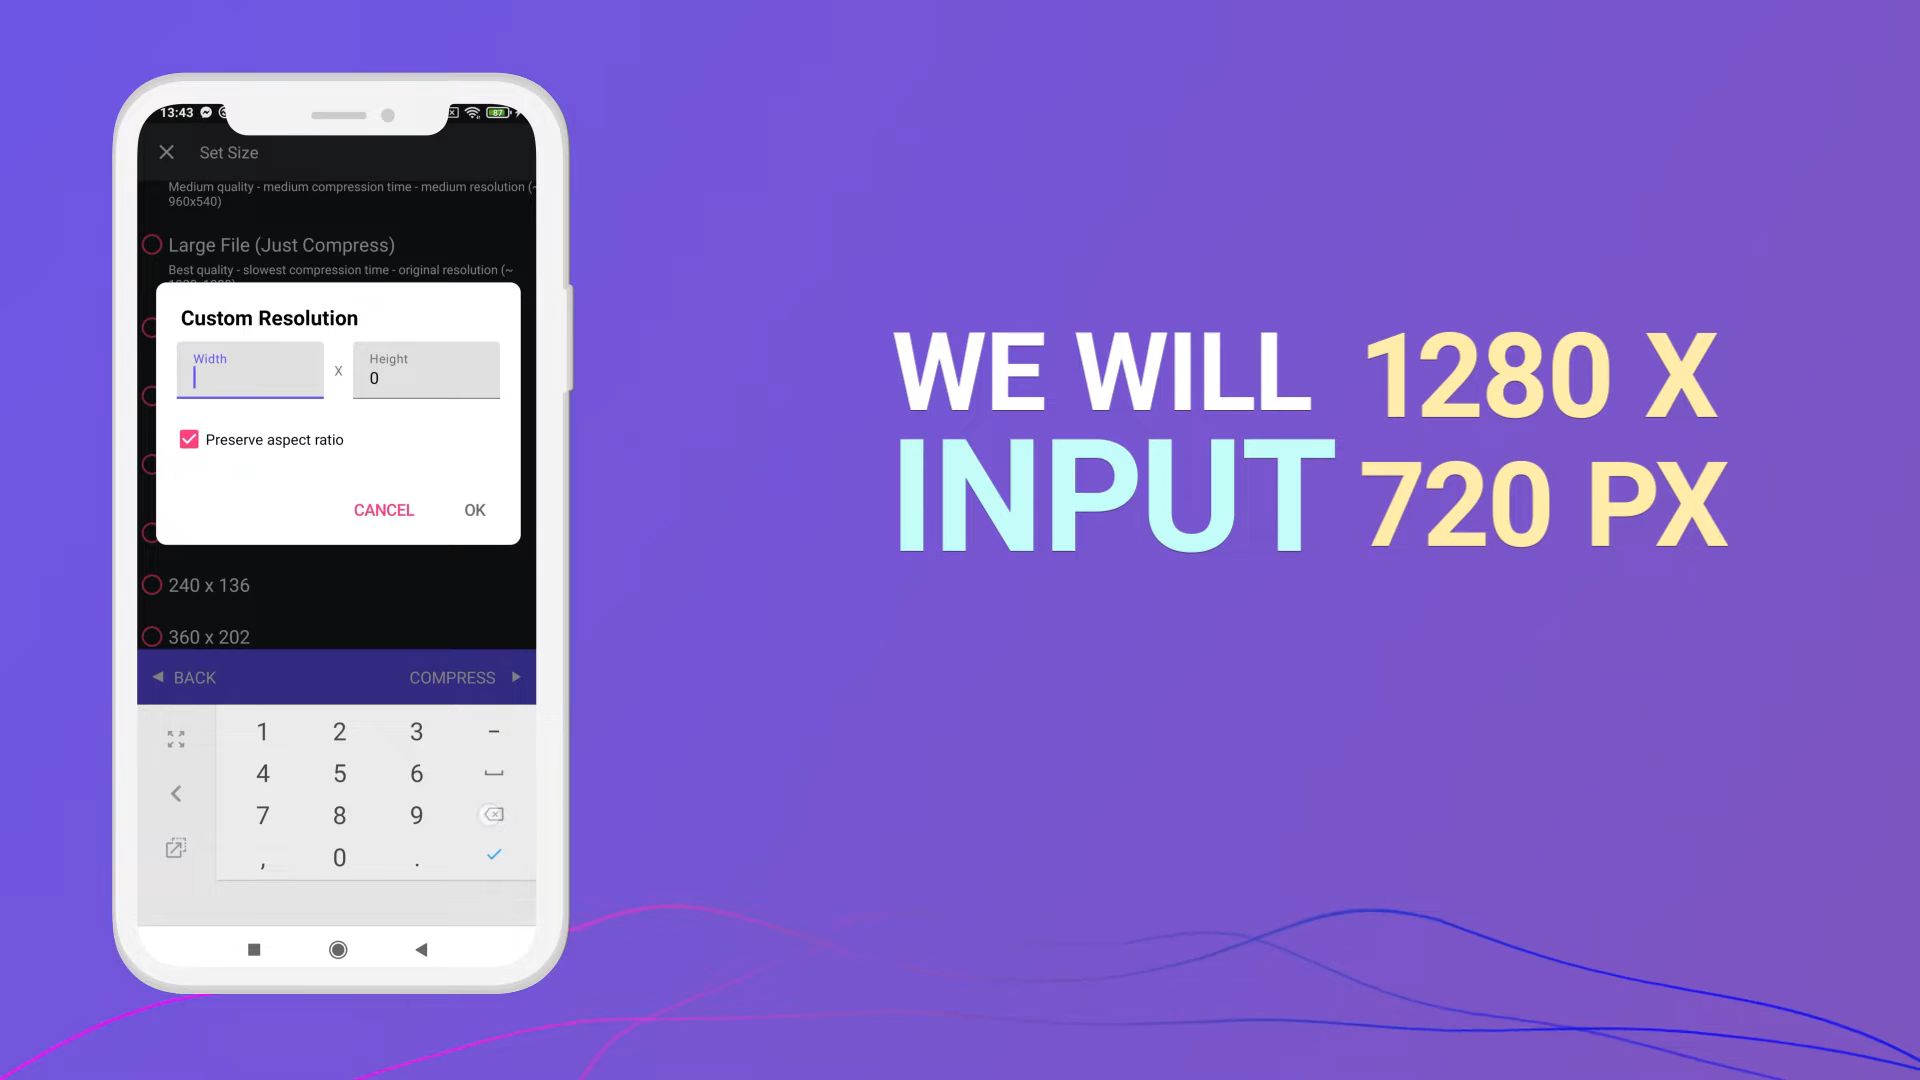 13:43
87
Set Size
Medium quality - medium compression time - medium resolution (~
960x540)
Large File (Just Compress)
Best quality - slowest compression time - original resolution (~
Custom Resolution
Width
X
Height
0
Preserve aspect ratio
CANCEL
OK
240 x 136
360 x 202
BACK
COMPRESS
1
2
3
-
4
5
6
7
8
9
,
0
.
WE WILL
INPUT
1280 X
720 PX